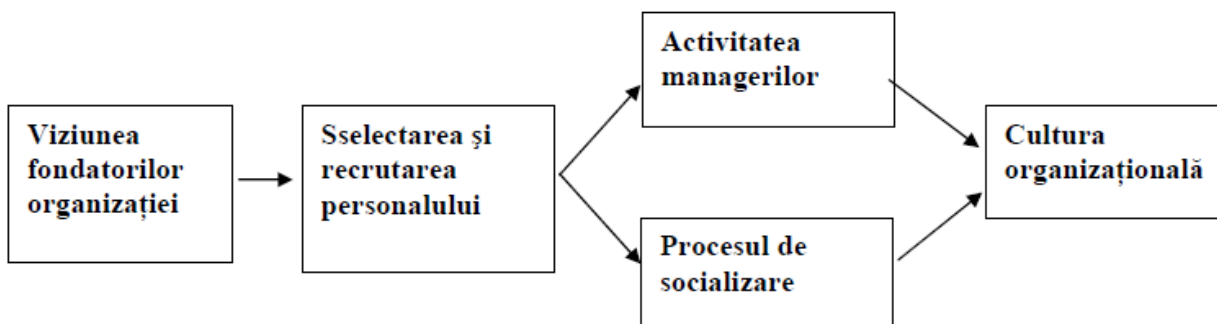 Viziunea
fondatorilor
organizației
Sselectarea şi
recrutarea
personalului
Activitatea
managerilor
Procesul de
socializare
Cultura
organizațională